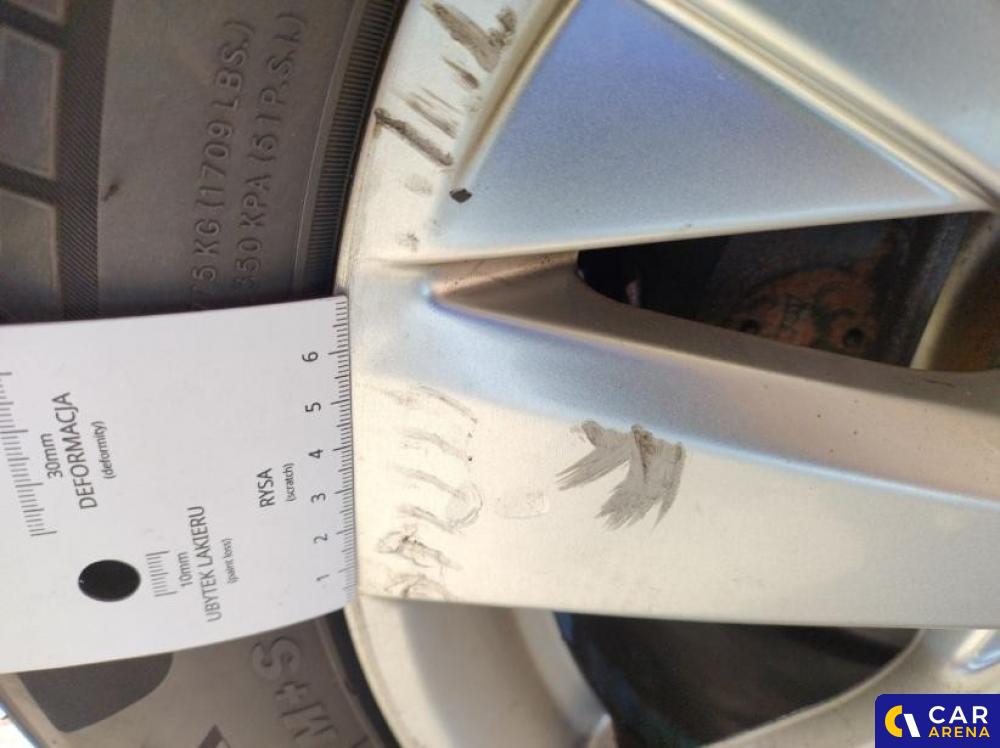 75 KG (1709 LBS.)
350 KPA (51 P.S.I.)
30mm
DEFORMACJA
(deformity)
10mm
UBYTEK LAKIERU
(paint loss)
RYSA
(scratch)
1 2 3 4 5 6
M+S
CAR
ARENA